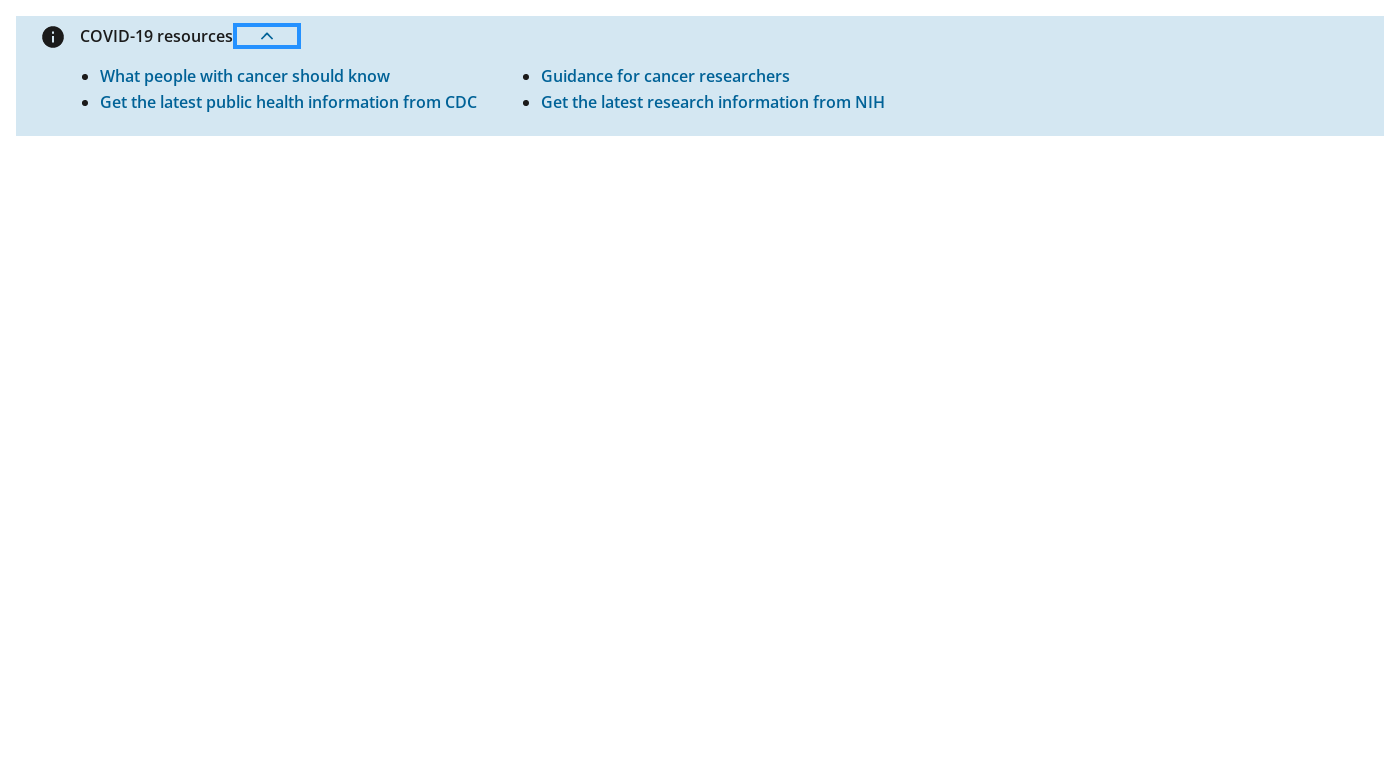 COVID-19 resources
What people with cancer should know
Get the latest public health information from CDC
Guidance for cancer researchers
Get the latest research information from NIH